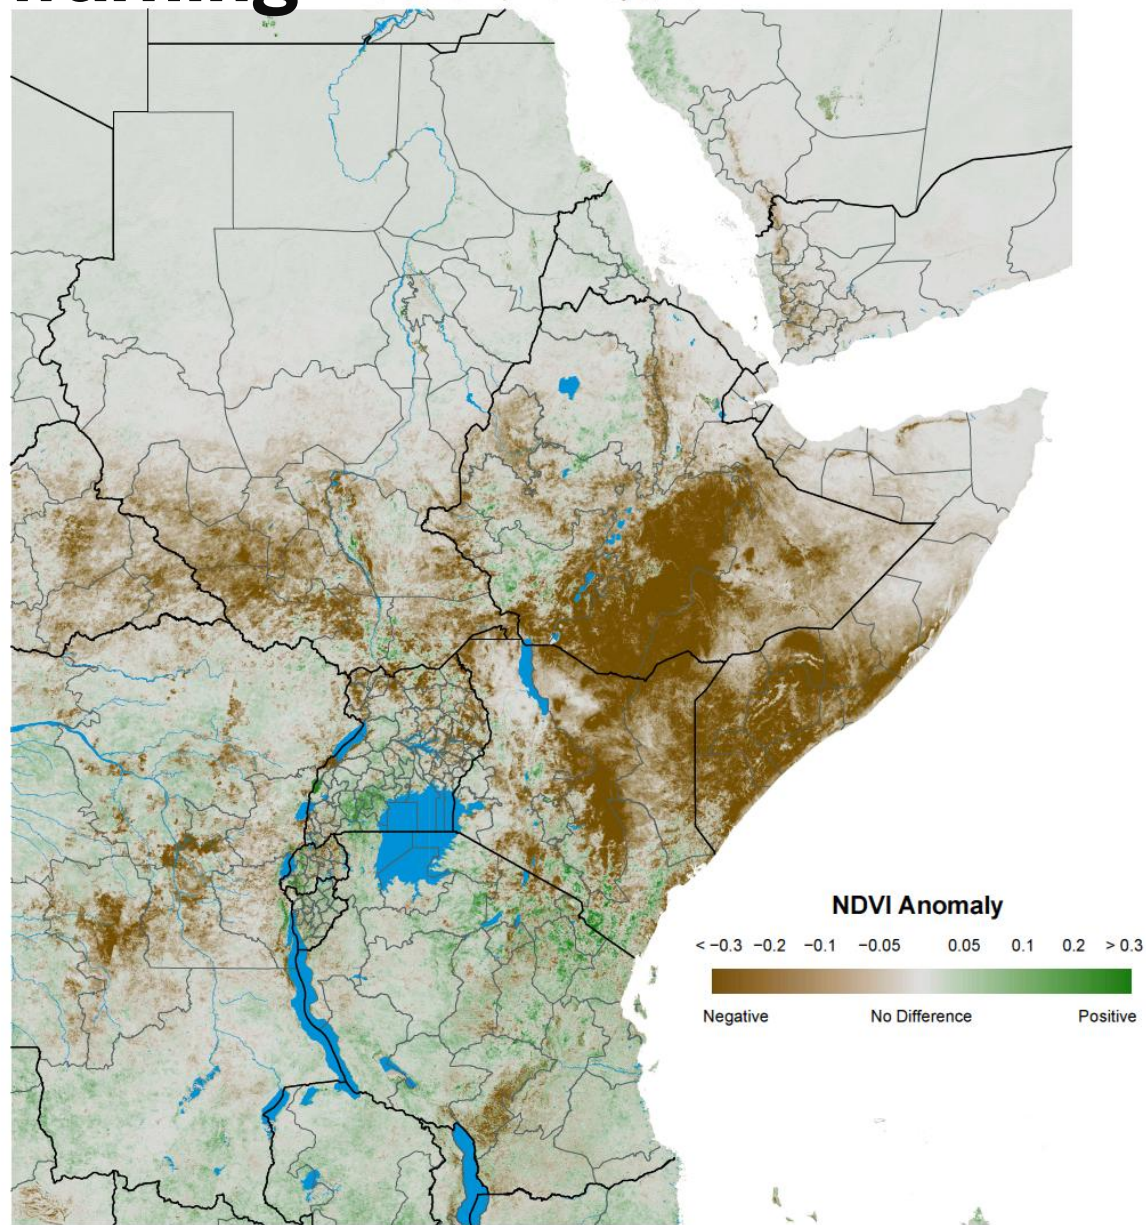 NDVI Anomaly
< −0.3 −0.2 −0.1 −0.05 0.05 0.1 0.2 > 0.3
Negative No Difference Positive